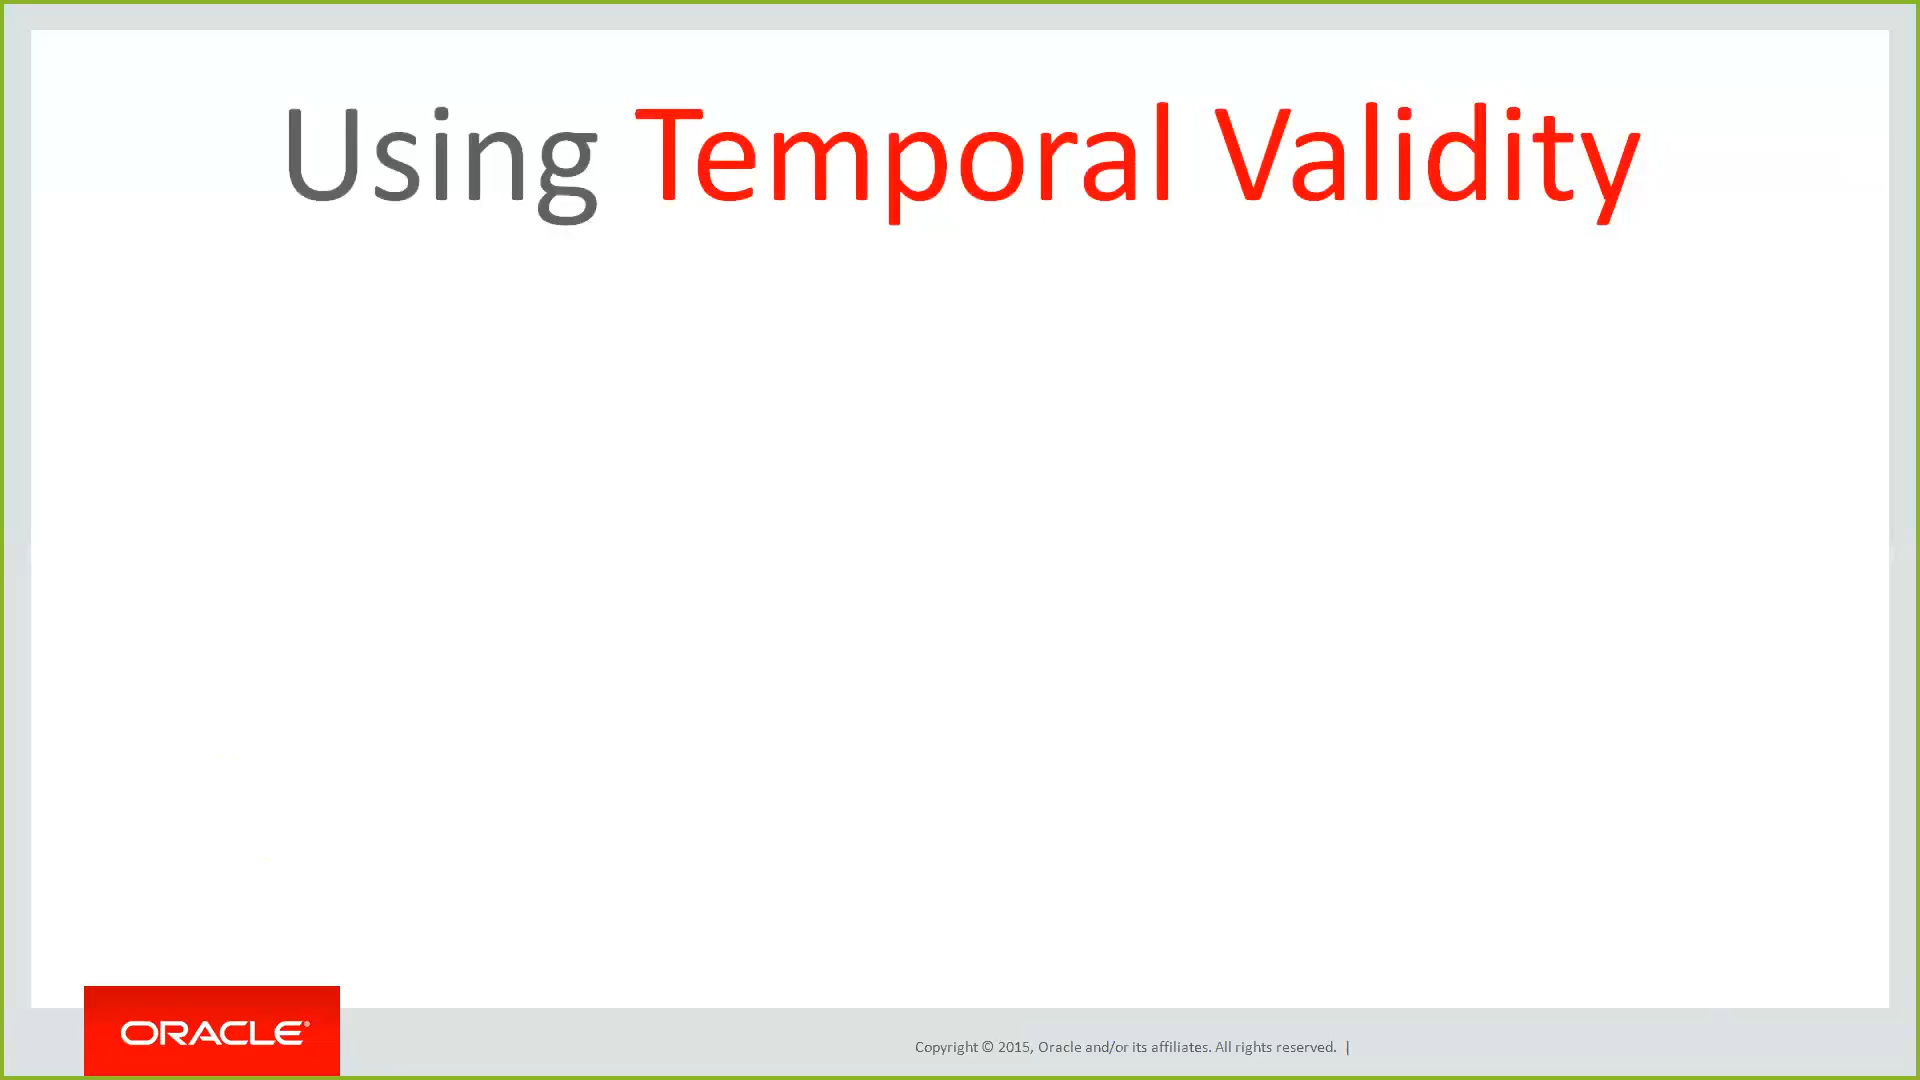 Using Temporal Validity
ORACLE®
Copyright © 2015, Oracle and/or its affiliates. All rights reserved. |